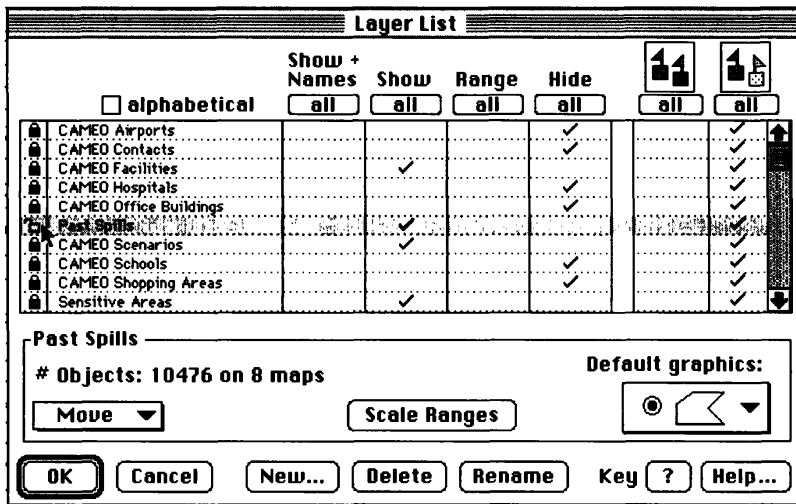 Layer List
Show + Names Show Range Hide
alphabetical all all all all all all
CAMEO Airports
CAMEO Contacts
CAMEO Facilities
CAMEO Hospitals
CAMEO Office Buildings
Past Spills
CAMEO Scenarios
CAMEO Schools
CAMEO Shopping Areas
Sensitive Areas
Past Spills
# Objects: 10476 on 8 maps
Default graphics:
Move
Scale Ranges
OK Cancel New... Delete Rename Key ? Help...